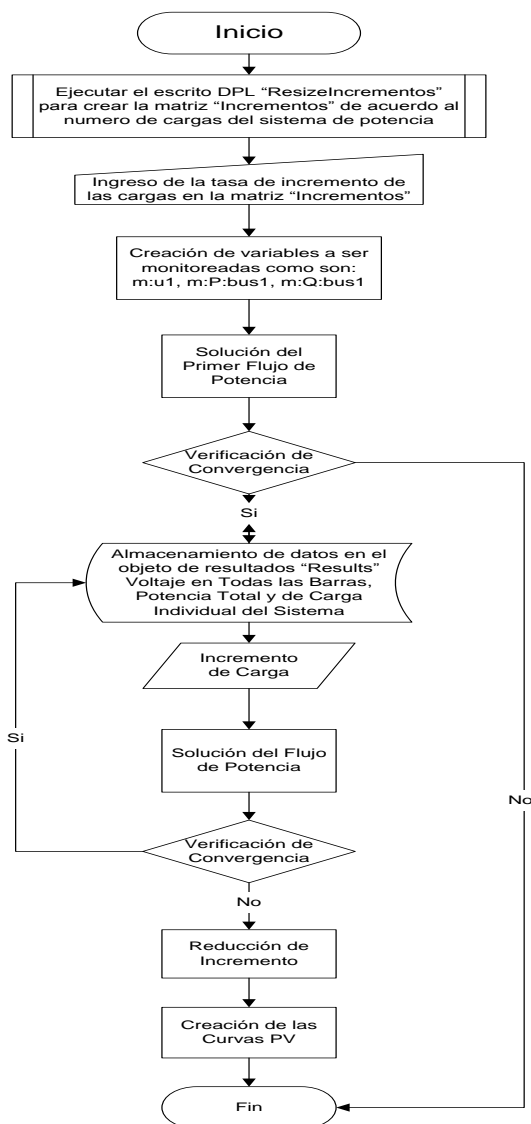 Inicio
Ejecutar el escrito DPL “ResizeIncrementos”
para crear la matriz “Incrementos” de acuerdo al
numero de cargas del sistema de potencia
Ingreso de la tasa de incremento de
las cargas en la matriz “Incrementos”
Creación de variables a ser
monitoreadas como son:
m:u1, m:P:bus1, m:Q:bus1
Solución del
Primer Flujo de
Potencia
Verificación de
Convergencia
Si
Almacenamiento de datos en el
objeto de resultados “Results”
Voltaje en Todas las Barras,
Potencia Total y de Carga
Individual del Sistema
Incremento
de Carga
Si
Solución del Flujo
de Potencia
No
Verificación de
Convergencia
No
Reducción de
Incremento
Creación de las
Curvas PV
Fin